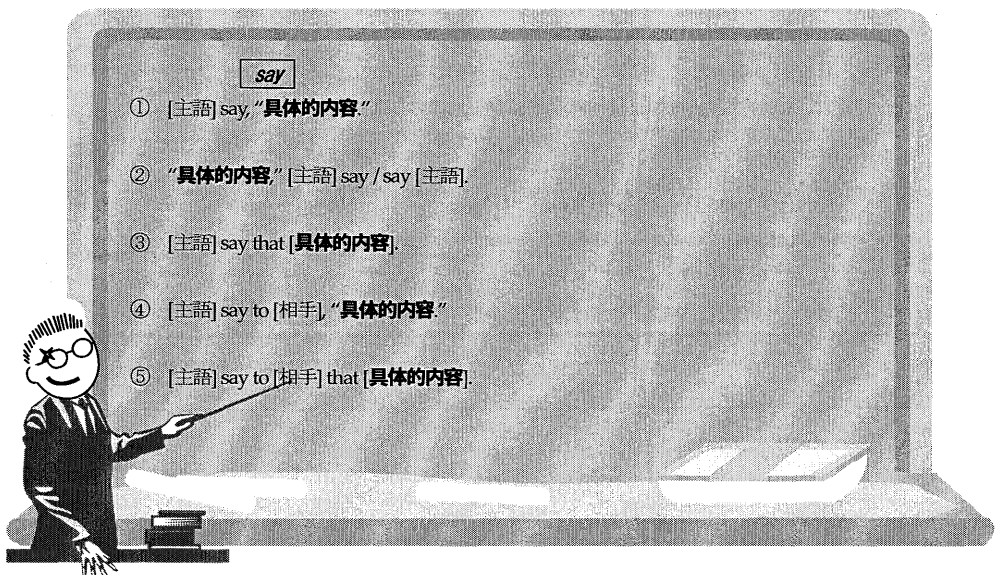 say
① [主語] say, “具体的内容.”
② “具体的内容,” [主語] say / say [主語].
③ [主語] say that [具体的内容].
④ [主語] say to [相手], “具体的内容.”
⑤ [主語] say to [相手] that [具体的内容].